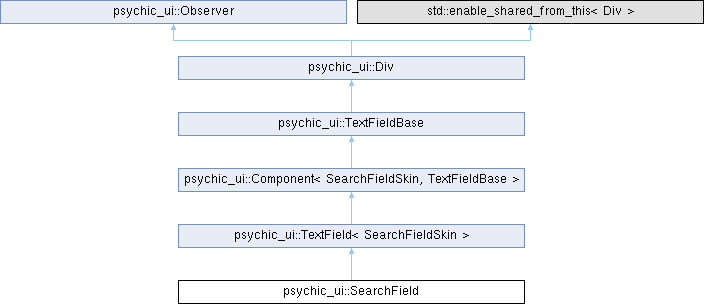 psychic_ui::Observer
std::enable_shared_from_this< Div >
psychic_ui::Div
psychic_ui::TextFieldBase
psychic_ui::Component< SearchFieldSkin, TextFieldBase >
psychic_ui::TextField< SearchFieldSkin >
psychic_ui::SearchField